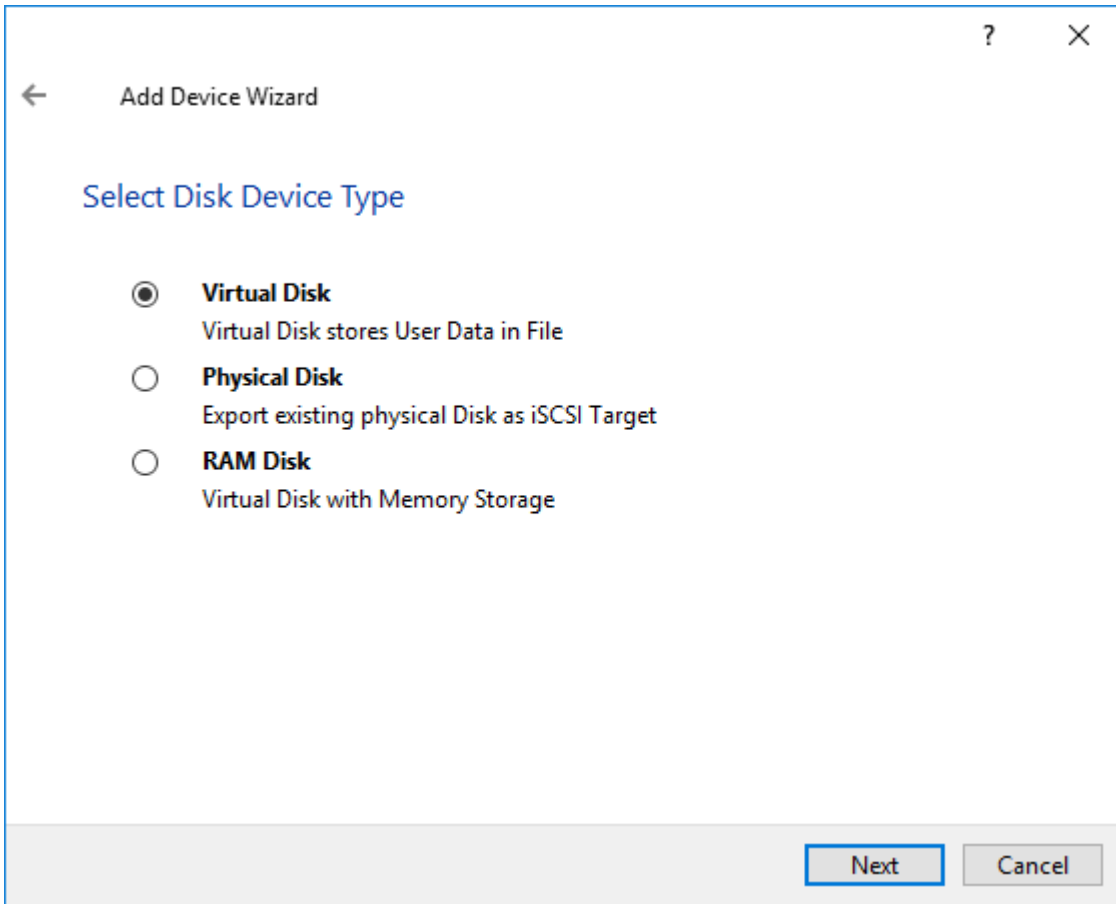 ?
Add Device Wizard
Select Disk Device Type
Virtual Disk
Virtual Disk stores User Data in File
Physical Disk
Export existing physical Disk as iSCSI Target
RAM Disk
Virtual Disk with Memory Storage
Next Cancel